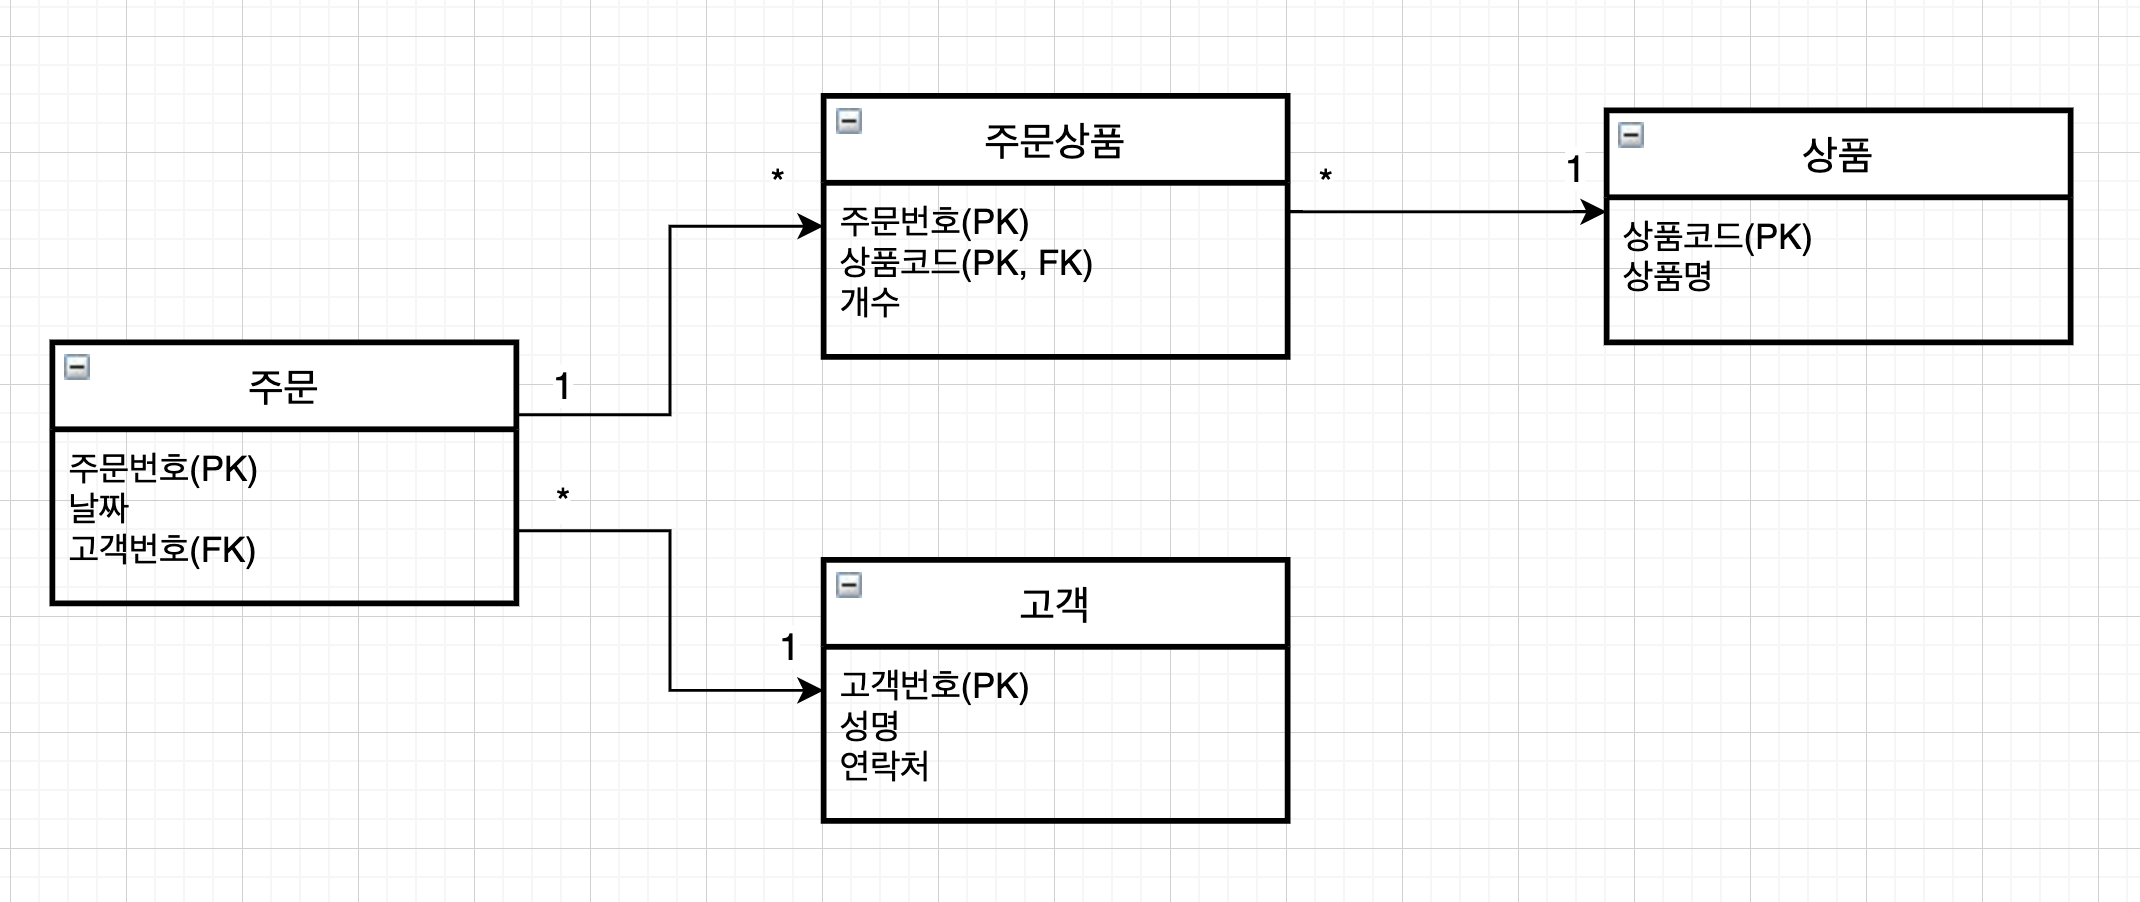 주문
주문번호(PK)
날짜
고객번호(FK)
1
*
*
주문상품
주문번호(PK)
상품코드(PK, FK)
개수
*
1
상품
상품코드(PK)
상품명
1
고객
고객번호(PK)
성명
연락처